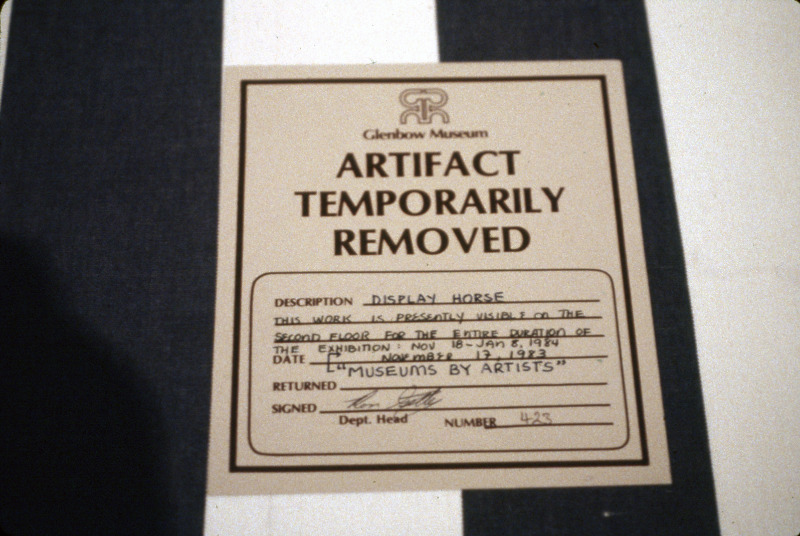 Glenbow Museum
ARTIFACT
TEMPORARILY
REMOVED
DESCRIPTION DISPLAY HORSE
THIS WORK IS PRESENTLY VISIBLE ON THE
SECOND FLOOR FOR THE ENTIRE DURATION OF
THE EXHIBITION: NOV 18-JAN 8, 1984
DATE NOVEMBER 17, 1983
"MUSEUMS BY ARTISTS"
RETURNED
SIGNED
Dept. Head NUMBER 423